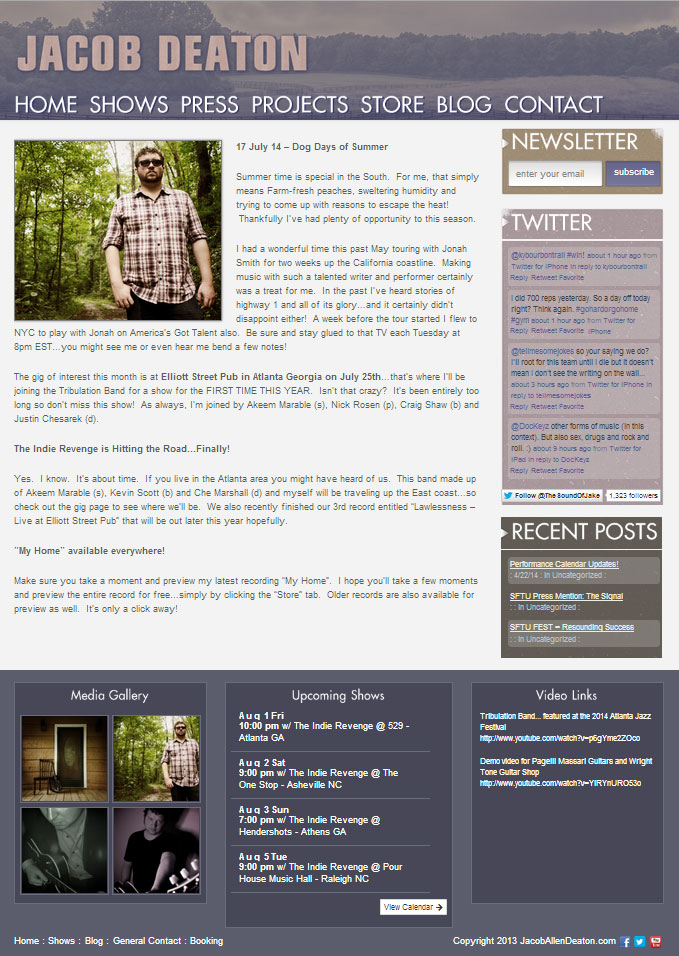 JACOB DEATON
HOME SHOWS PRESS PROJECTS STORE BLOG CONTACT
17 July 14 – Dog Days of Summer
Summer time is special in the South. For me, that simply
means Farm-fresh peaches, sweltering humidity and
trying to come up with reasons to escape the heat!
Thankfully I've had plenty of opportunity to this season.
I had a wonderful time this past May touring with Jonah
Smith for two weeks up the California coastline. Making
music with such a talented writer and performer certainly
was a treat for me. In the past I've heard stories of
highway 1 and all of its glory…and it certainly didn't
disappoint either! A week before the tour started I flew to
NYC to play with Jonah on America's Got Talent also. Be sure and stay glued to that TV each Tuesday at
8pm EST…you might see me or even hear me bend a few notes!
The gig of interest this month is at Elliott Street Pub in Atlanta Georgia on July 25th…that's where I'll be
joining the Tribulation Band for a show for the FIRST TIME THIS YEAR. Isn't that crazy? It's been entirely too
long so don't miss this show! As always, I'm joined by Akeem Marable (s), Nick Rosen (p), Craig Shaw (b) and
Justin Chesarek (d).
The Indie Revenge is Hitting the Road…Finally!
Yes. I know. It's about time. If you live in the Atlanta area you might have heard of us. This band made up
of Akeem Marable (s), Kevin Scott (b) and Che Marshall (d) and myself will be traveling up the East coast…so
check out the gig page to see where we'll be. We also recently finished our 3rd record entitled "Lawlessness –
Live at Elliott Street Pub" that will be out later this year hopefully.
"My Home" available everywhere!
Make sure you take a moment and preview my latest recording "My Home". I hope you'll take a few moments
and preview the entire record for free…simply by clicking the "Store" tab. Older records are also available for
preview as well. It's only a click away!
NEWSLETTER
enter your email subscribe
TWITTER
@kybourbontrail #win! about 1 hour ago from
Twitter for iPhone in reply to kybourbontrail
Reply Retweet Favorite
I did 700 reps yesterday. So a day off today
right? Think again. #gohardorgohome
#gym about 1 hour ago from Twitter for
Reply Retweet Favorite iPhone
@tellmesomejokes so your saying we do?
I'll root for this team until I die but it doesn't
mean I don't see the writing on the wall...
about 3 hours ago from Twitter for iPhone in
reply to tellmesomejokes
Reply Retweet Favorite
@DocKeyz other forms of music (in this
context). But also sex, drugs and rock and
roll. :) about 9 hours ago from Twitter for
iPad in reply to DocKeyz
Reply Retweet Favorite
Follow @TheSoundOfJake 1,323 followers
RECENT POSTS
Performance Calendar Updates!
: 4/22/14 : In Uncategorized :
SFTU Press Mention: The Signal
: : In Uncategorized :
SFTU FEST – Resounding Success
: : In Uncategorized :
Media Gallery
Upcoming Shows
Aug 1 Fri
10:00 pm w/ The Indie Revenge @ 529 -
Atlanta GA
Aug 2 Sat
9:00 pm w/ The Indie Revenge @ The
One Stop - Asheville NC
Aug 3 Sun
7:00 pm w/ The Indie Revenge @
Hendershots - Athens GA
Aug 5 Tue
9:00 pm w/ The Indie Revenge @ Pour
House Music Hall - Raleigh NC
View Calendar →
Video Links
Tribulation Band... featured at the 2014 Atlanta Jazz
Festival
http://www.youtube.com/watch?v=p6gYme2ZOco
Demo video for Pagelli Massari Guitars and Wright
Tone Guitar Shop
http://www.youtube.com/watch?v=YIRYnURO53o
Home : Shows : Blog : General Contact : Booking
Copyright 2013 JacobAllenDeaton.com